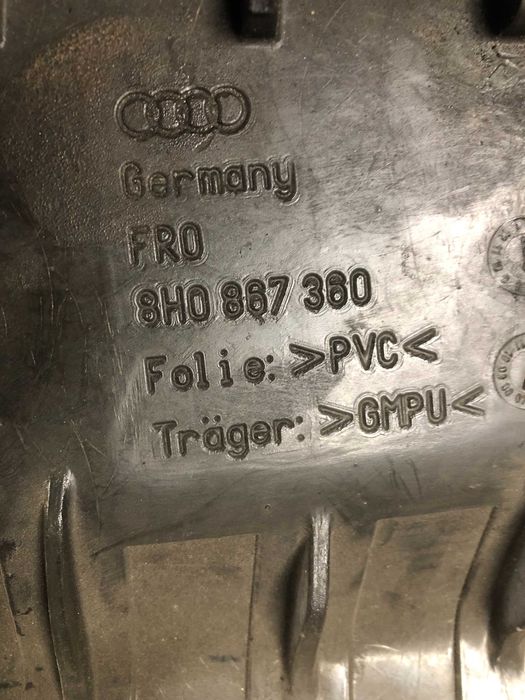 Germany
FRO
8H0 867 360
Folie: >PVC<
Träger: >GMPU<